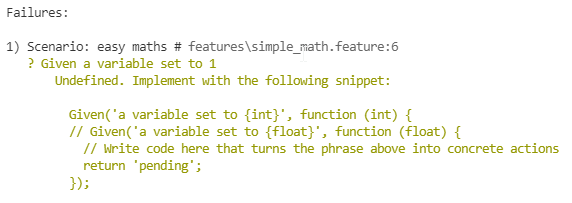 Failures:
1) Scenario: easy maths # features\simple_math.feature:6
? Given a variable set to 1
Undefined. Implement with the following snippet:
Given('a variable set to {int}', function (int) {
// Given('a variable set to {float}', function (float) {
// Write code here that turns the phrase above into concrete actions
return 'pending';
});